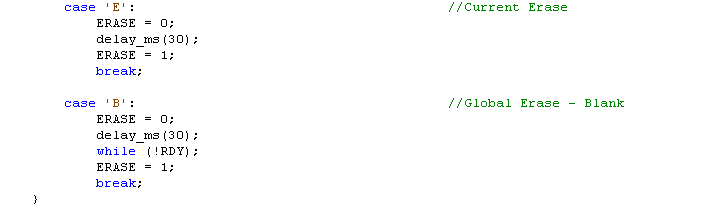 case 'E': //Current Erase
ERASE = 0;
delay_ms(30);
ERASE = 1;
break;
case 'B': //Global Erase - Blank
ERASE = 0;
delay_ms(30);
while (!RDY);
ERASE = 1;
break;
}